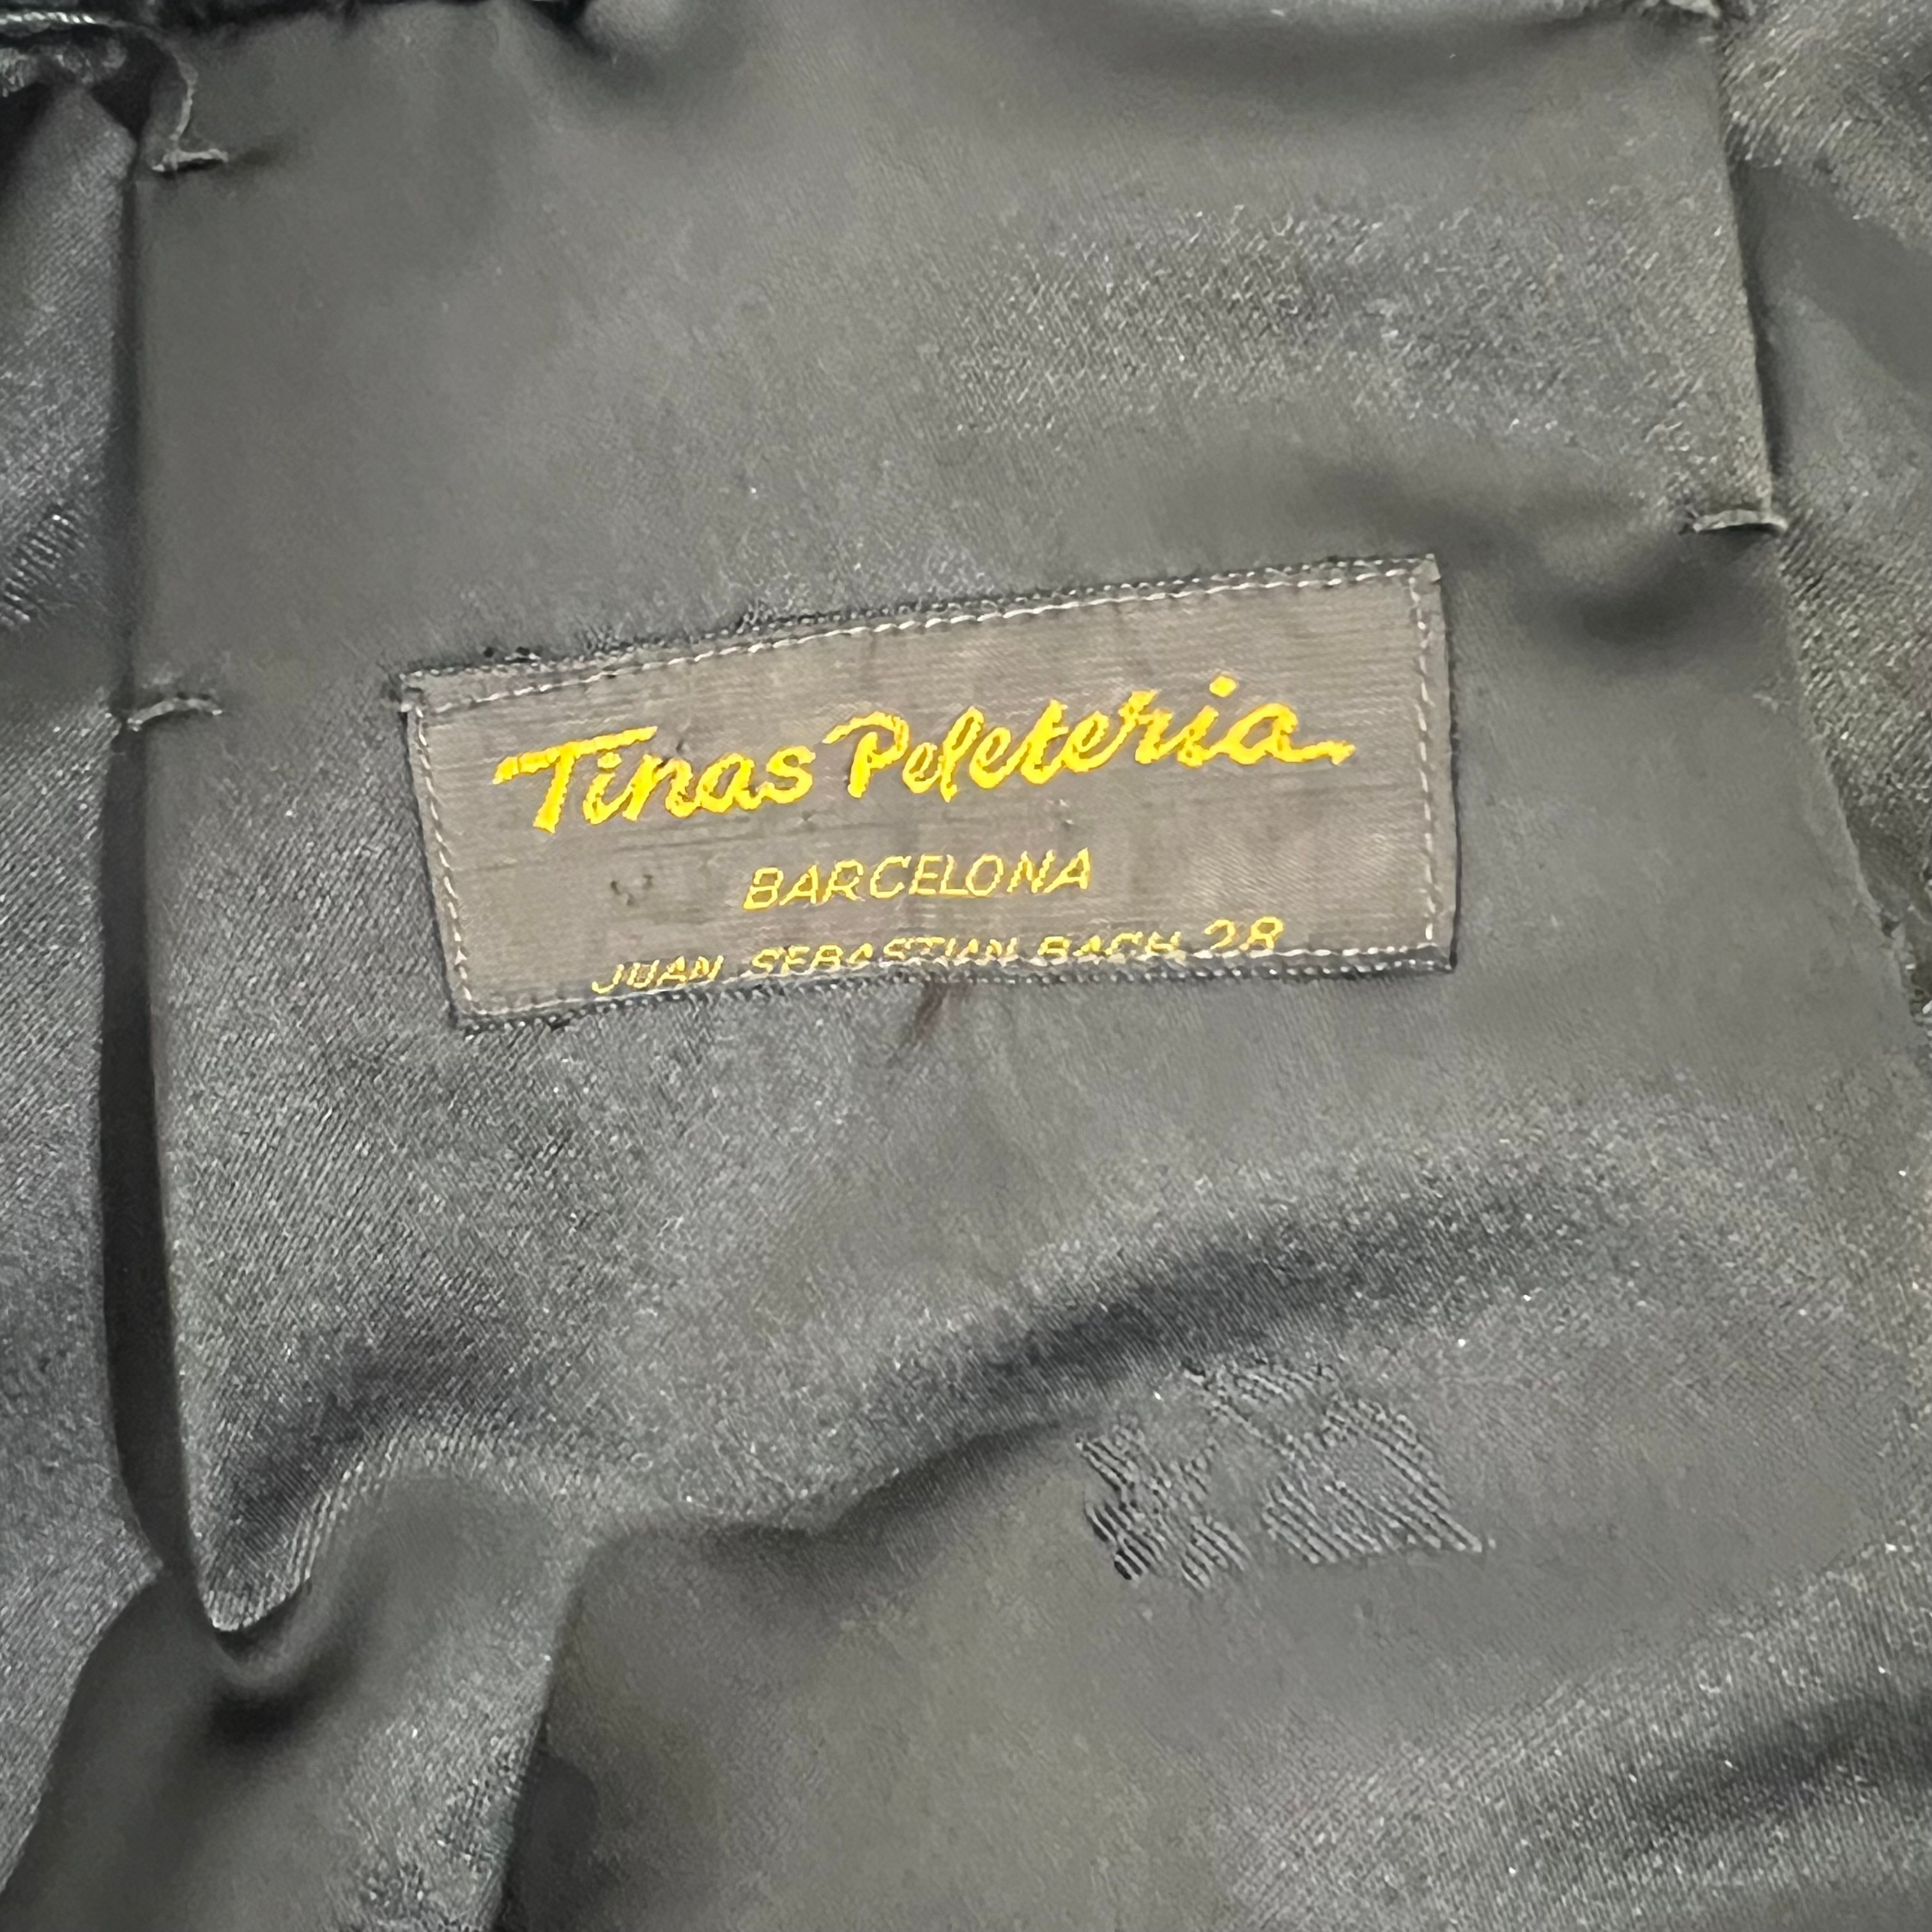 Tinas Peleteria
BARCELONA
JUAN SEBASTIAN BACH 28